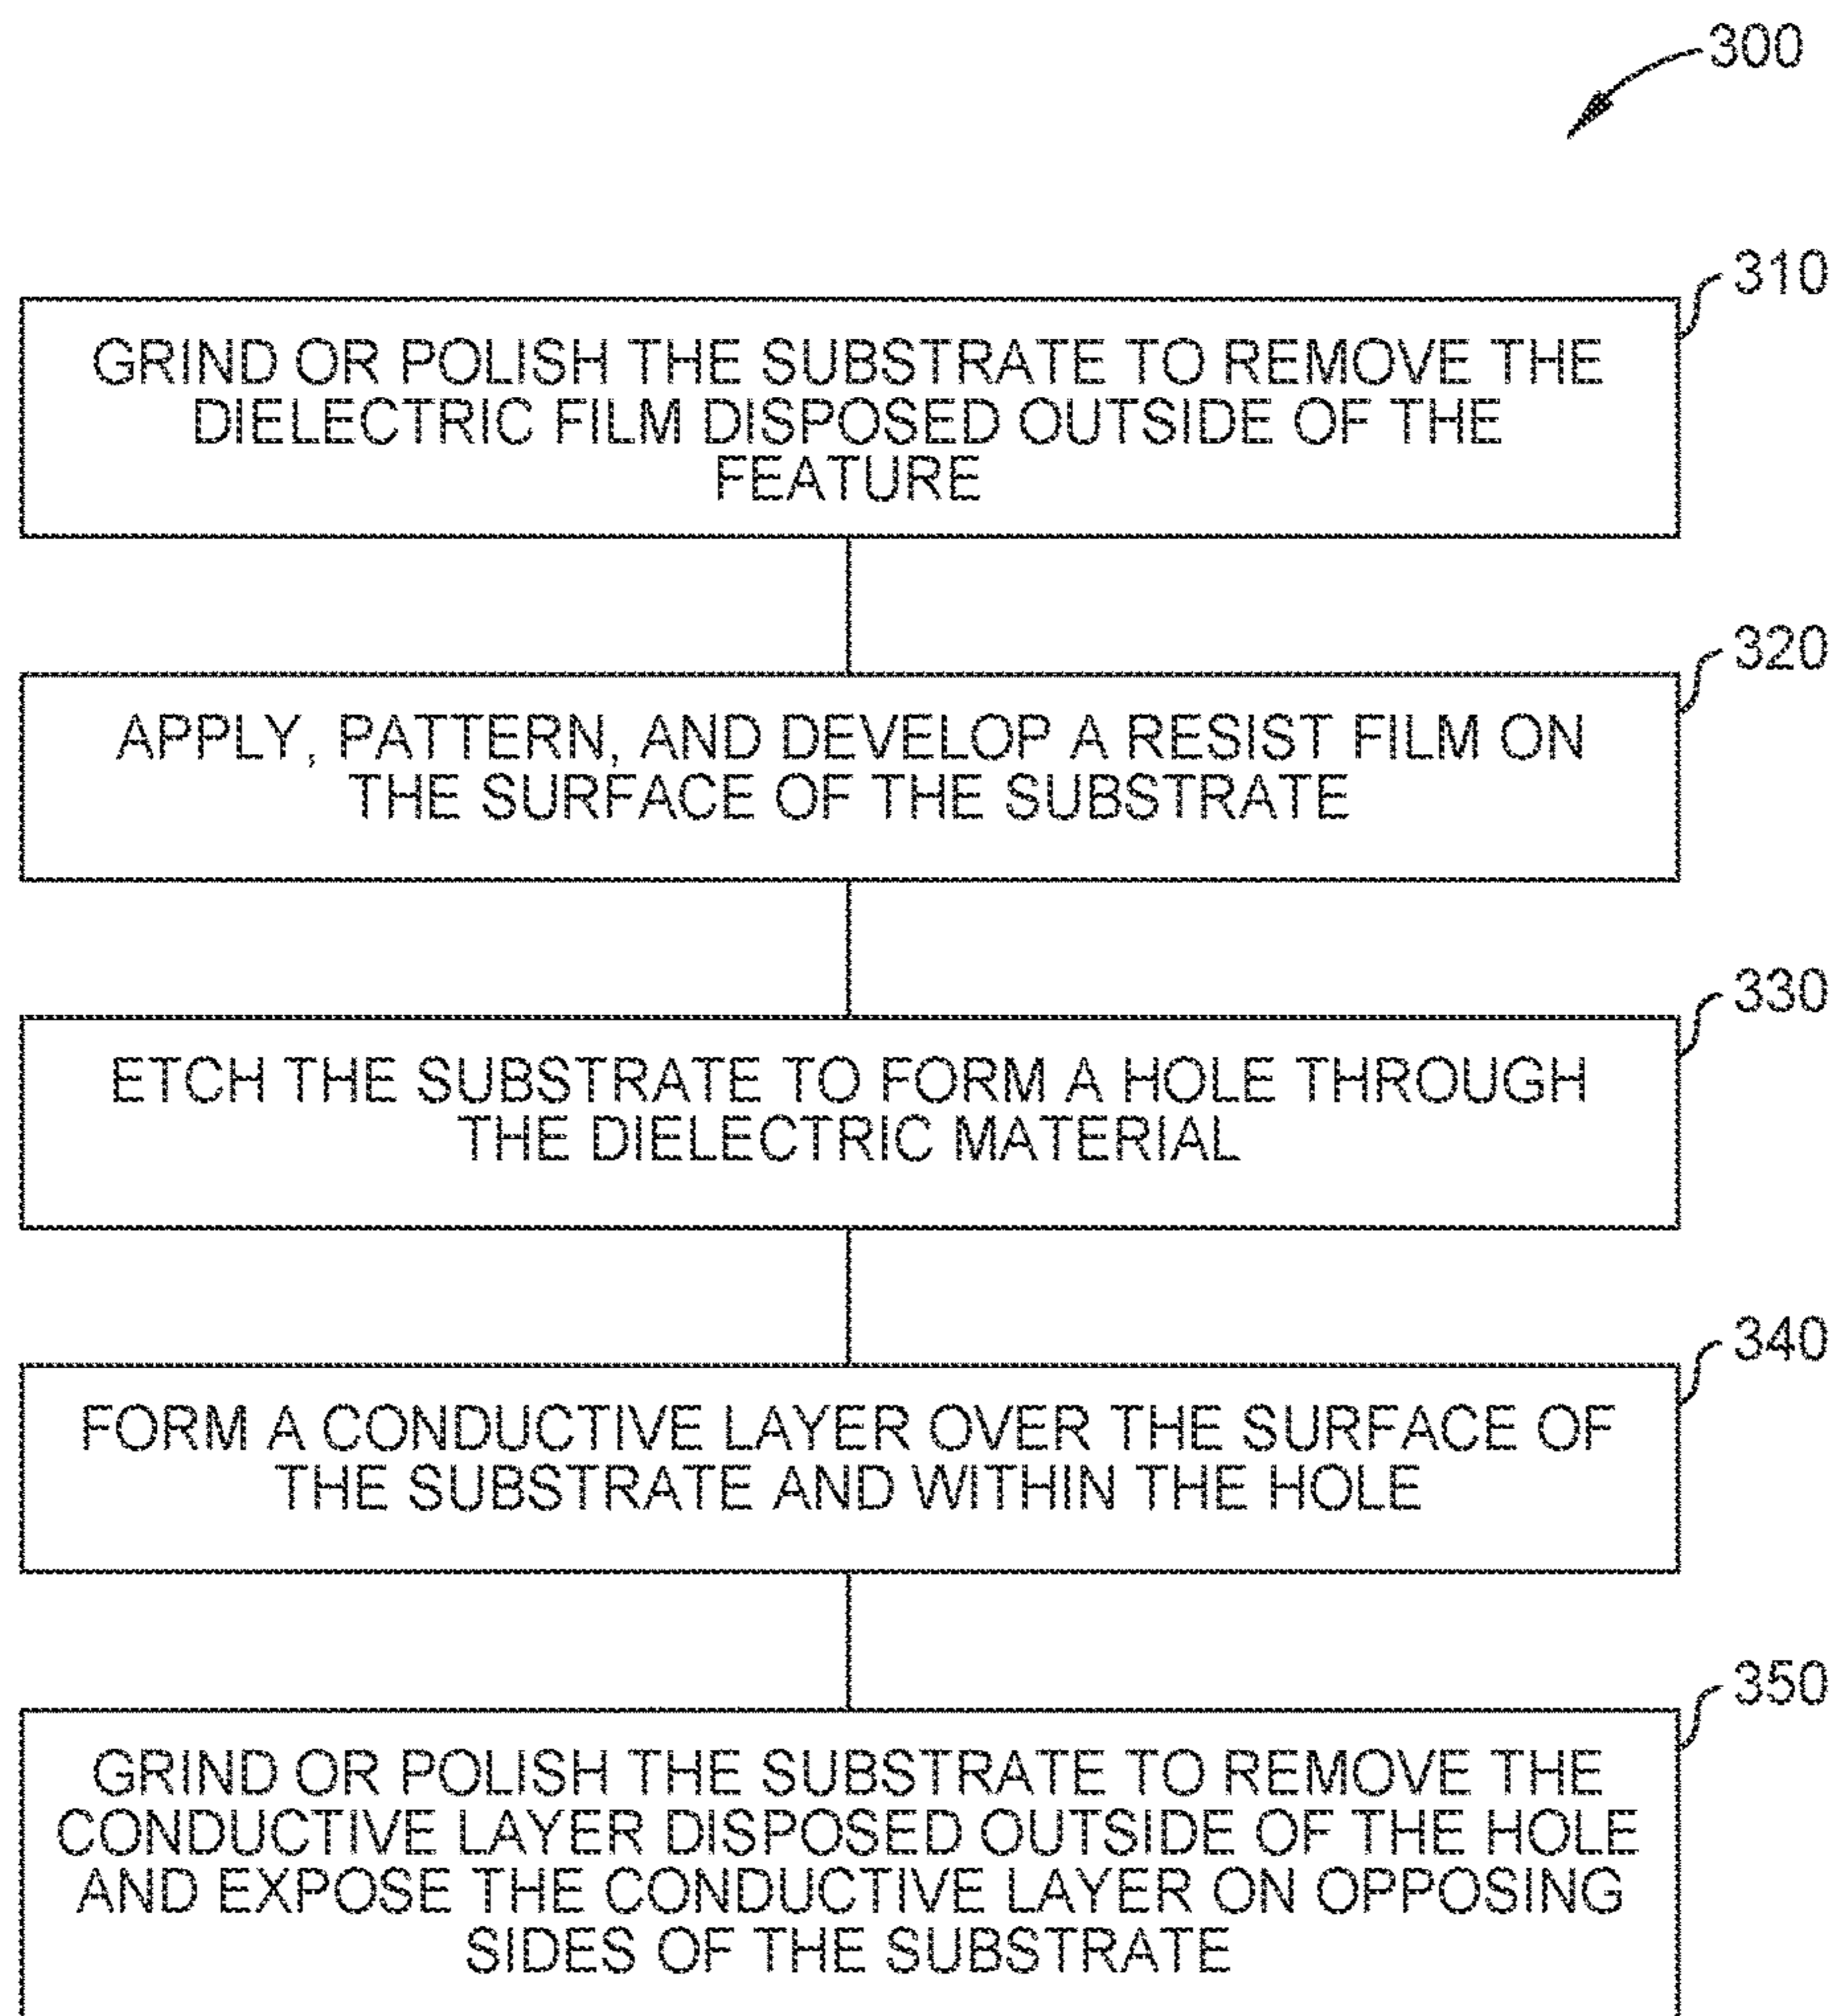 300
310
GRIND OR POLISH THE SUBSTRATE TO REMOVE THE
DIELECTRIC FILM DISPOSED OUTSIDE OF THE
FEATURE
320
APPLY, PATTERN, AND DEVELOP A RESIST FILM ON
THE SURFACE OF THE SUBSTRATE
330
ETCH THE SUBSTRATE TO FORM A HOLE THROUGH
THE DIELECTRIC MATERIAL
340
FORM A CONDUCTIVE LAYER OVER THE SURFACE OF
THE SUBSTRATE AND WITHIN THE HOLE
350
GRIND OR POLISH THE SUBSTRATE TO REMOVE THE
CONDUCTIVE LAYER DISPOSED OUTSIDE OF THE HOLE
AND EXPOSE THE CONDUCTIVE LAYER ON OPPOSING
SIDES OF THE SUBSTRATE